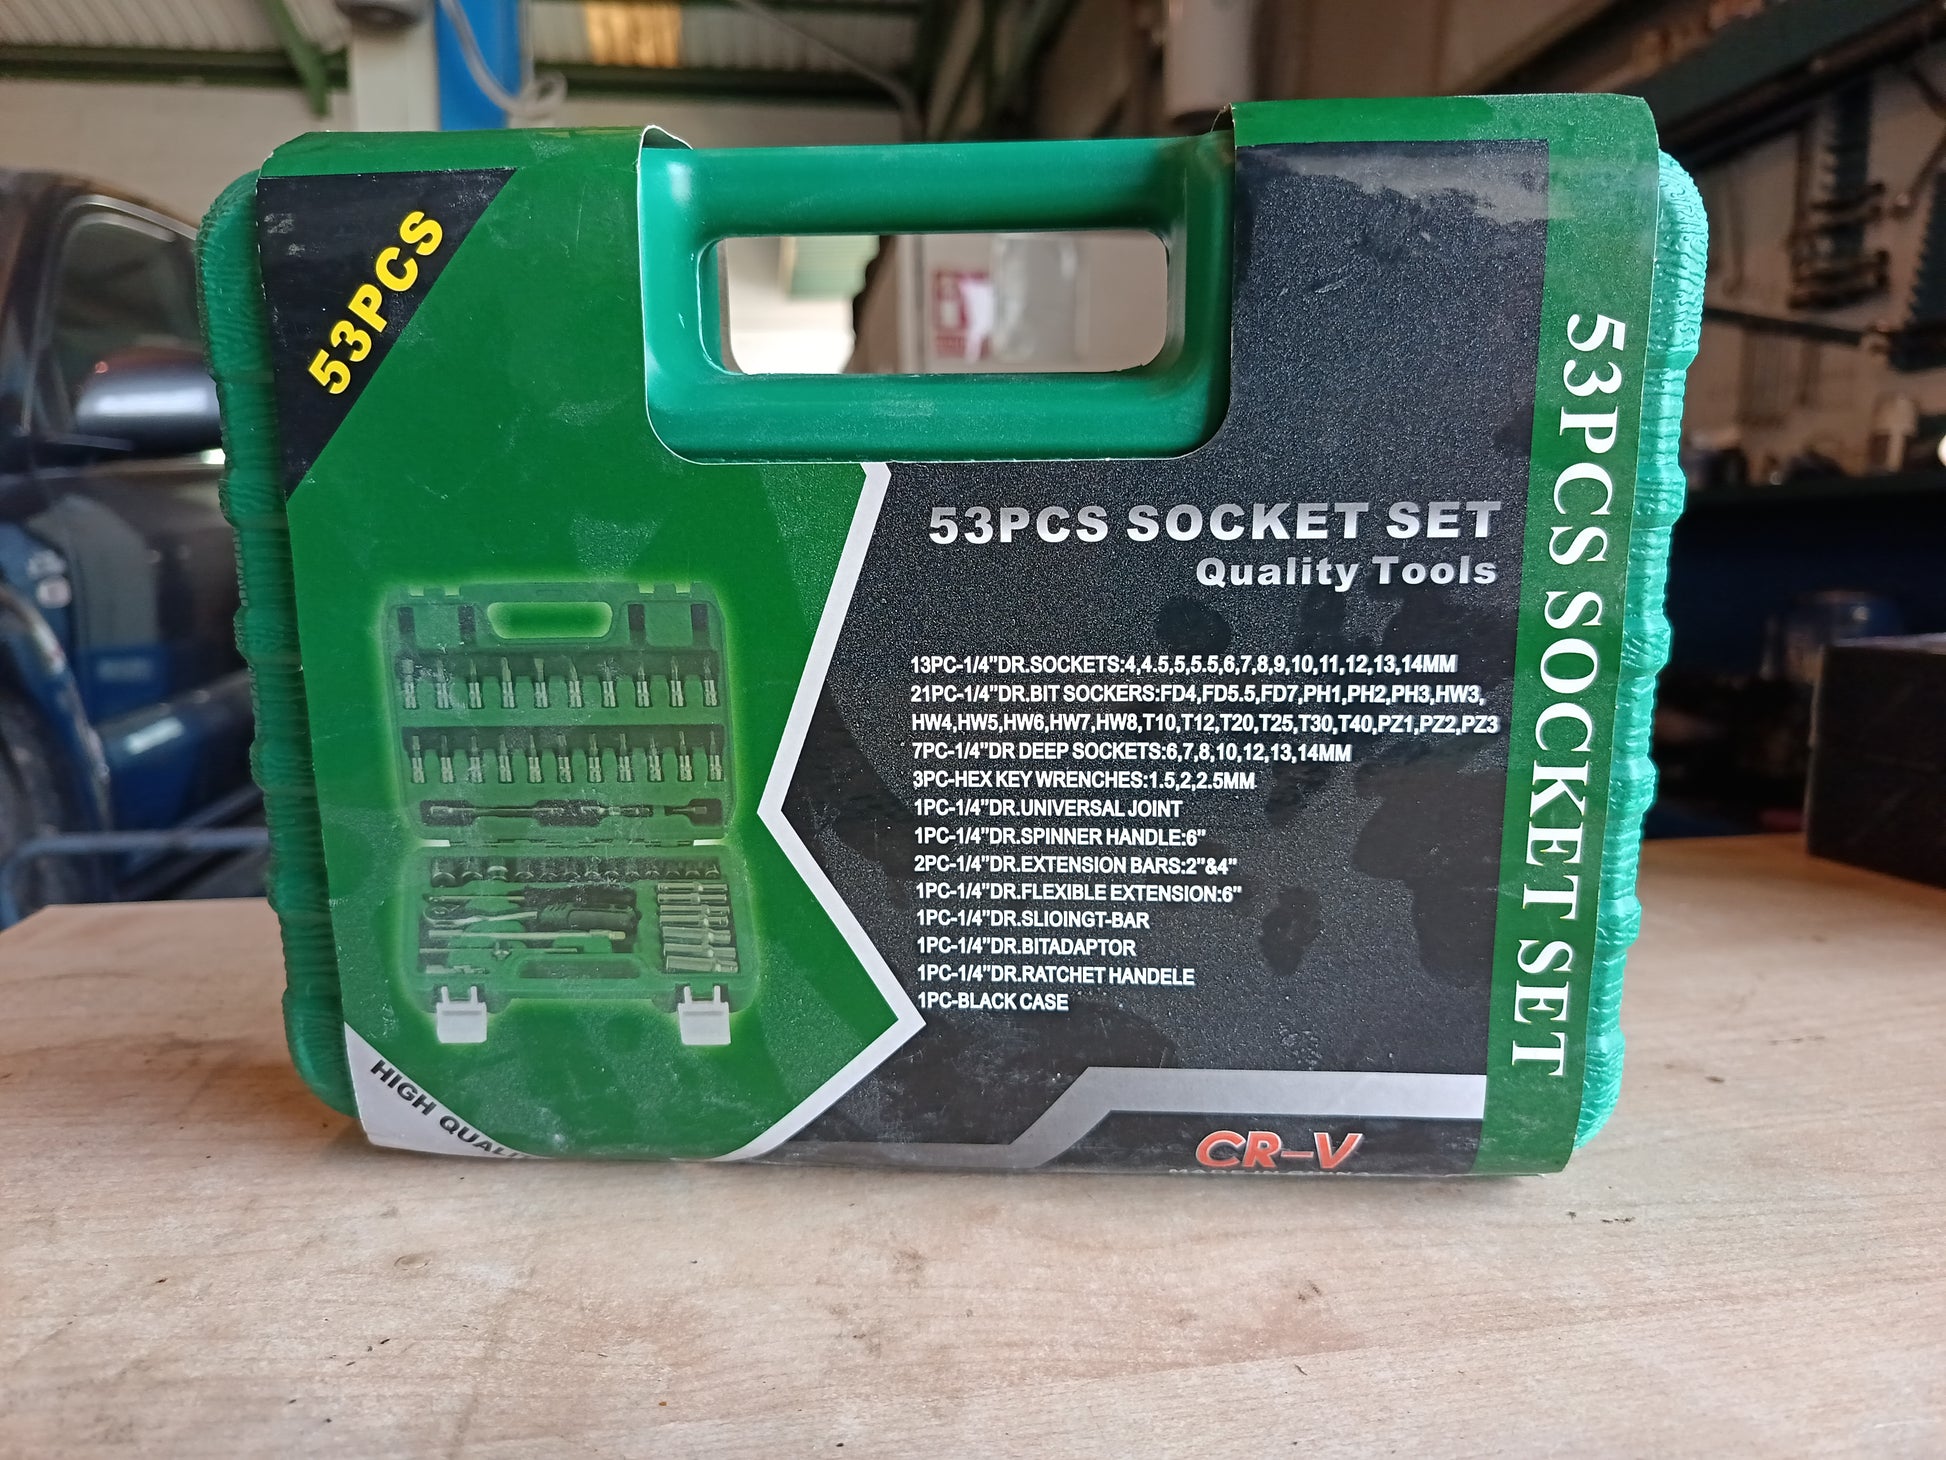 53PCS
53PCS SOCKET SET
Quality Tools
13PC-1/4"DR.SOCKETS:4,4.5,5,5.5,6,7,8,9,10,11,12,13,14MM
21PC-1/4"DR.BIT SOCKERS:FD4,FD5.5,FD7,PH1,PH2,PH3,HW3,
HW4,HW5,HW6,HW7,HW8,T10,T12,T20,T25,T30,T40,PZ1,PZ2,PZ3
7PC-1/4"DR DEEP SOCKETS:6,7,8,10,12,13,14MM
3PC-HEX KEY WRENCHES:1.5,2,2.5MM
1PC-1/4"DR.UNIVERSAL JOINT
1PC-1/4"DR.SPINNER HANDLE:6"
2PC-1/4"DR.EXTENSION BARS:2"&4"
1PC-1/4"DR.FLEXIBLE EXTENSION:6"
1PC-1/4"DR.SLIOINGT-BAR
1PC-1/4"DR.BITADAPTOR
1PC-1/4"DR.RATCHET HANDELE
1PC-BLACK CASE
HIGH
CR-V
53PCS SOCKET SET